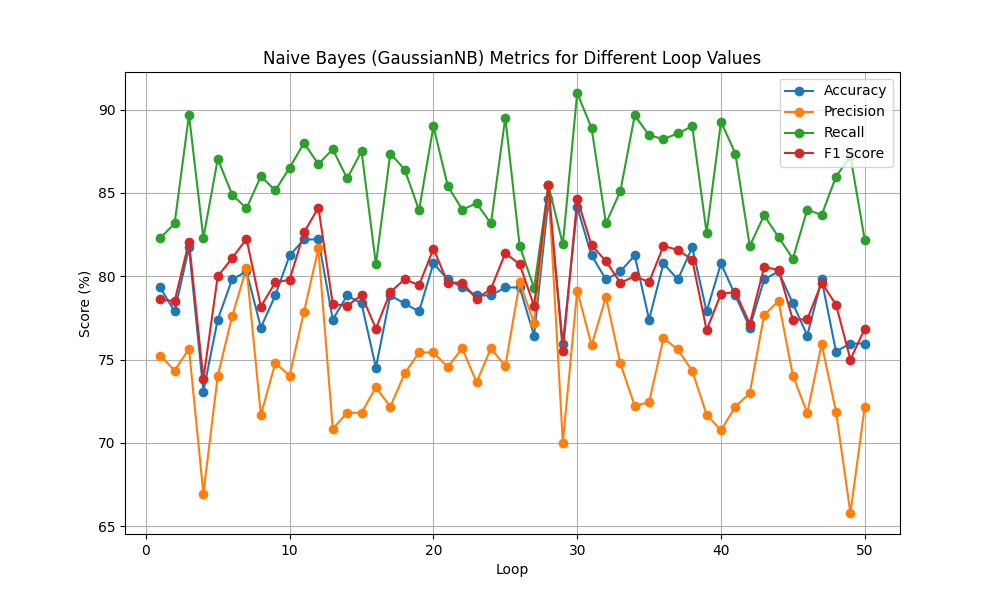 Naive Bayes (GaussianNB) Metrics for Different Loop Values
Accuracy
Precision
Recall
F1 Score
Score (%)
90
85
80
75
70
65
0 10 20 30 40 50
Loop